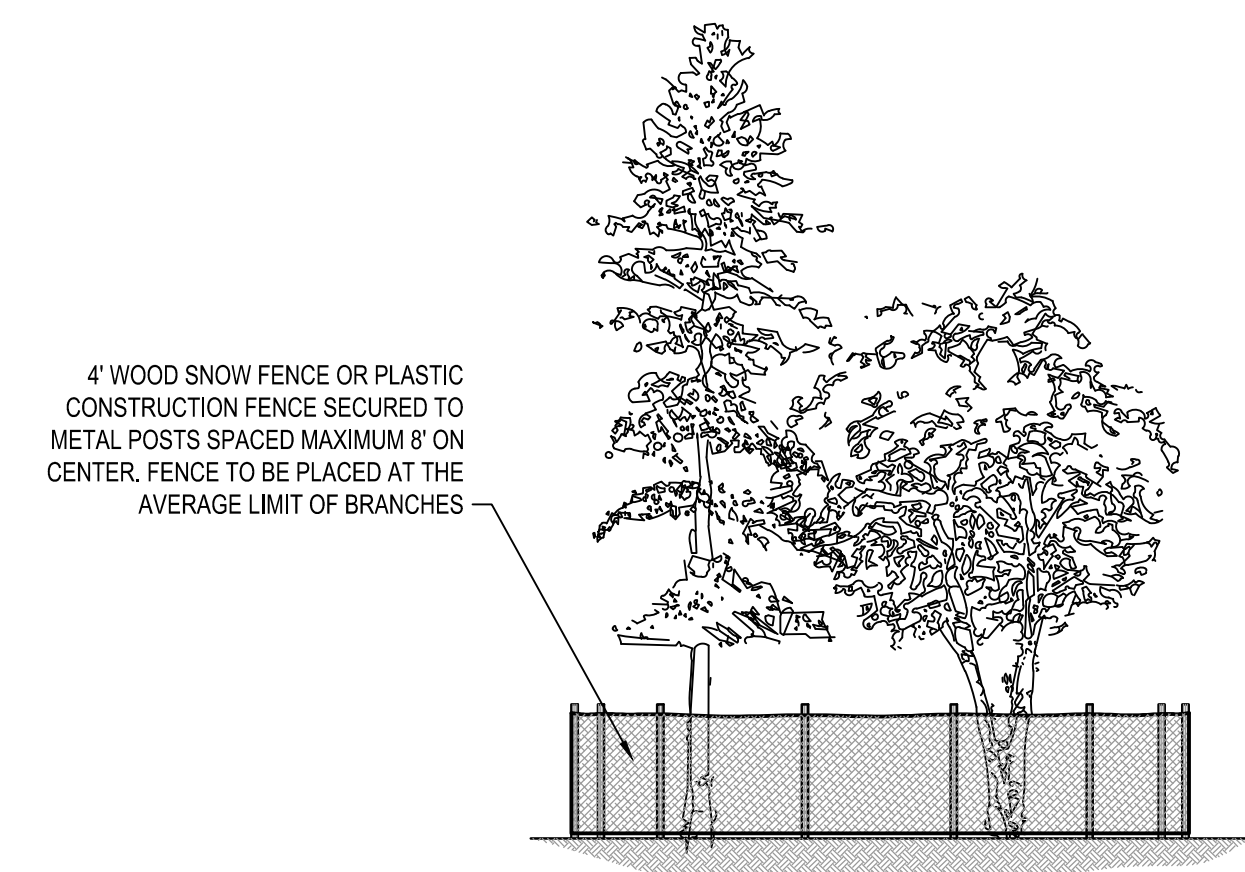 4' WOOD SNOW FENCE OR PLASTIC
CONSTRUCTION FENCE SECURED TO
METAL POSTS SPACED MAXIMUM 8' ON
CENTER. FENCE TO BE PLACED AT THE
AVERAGE LIMIT OF BRANCHES